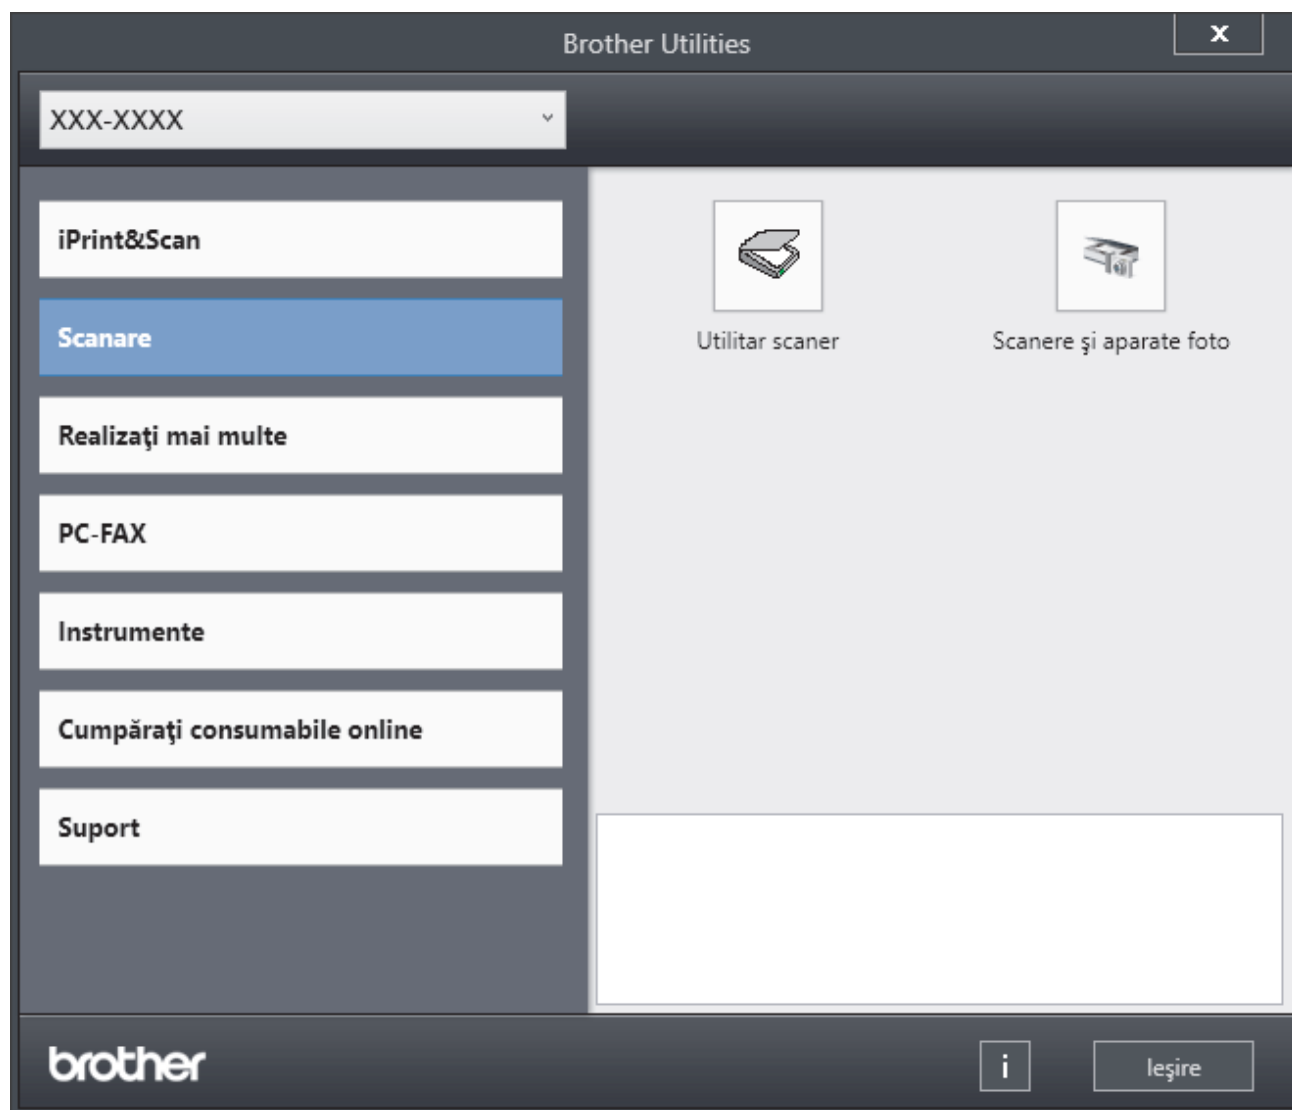 Brother Utilities
x
XXX-XXXX
iPrint&Scan
Scanare
Realizaţi mai multe
PC-FAX
Instrumente
Cumpăraţi consumabile online
Suport
Utilitar scaner
Scanere şi aparate foto
brother
i
Ieşire